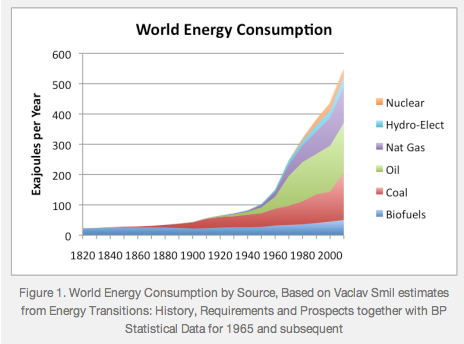 World Energy Consumption
600
500
400
300
200
100
0
Exajoules per Year
1820 1840 1860 1880 1900 1920 1940 1960 1980 2000
Nuclear
Hydro-Elect
Nat Gas
Oil
Coal
Biofuels
Figure 1. World Energy Consumption by Source, Based on Vaclav Smil estimates
from Energy Transitions: History, Requirements and Prospects together with BP
Statistical Data for 1965 and subsequent